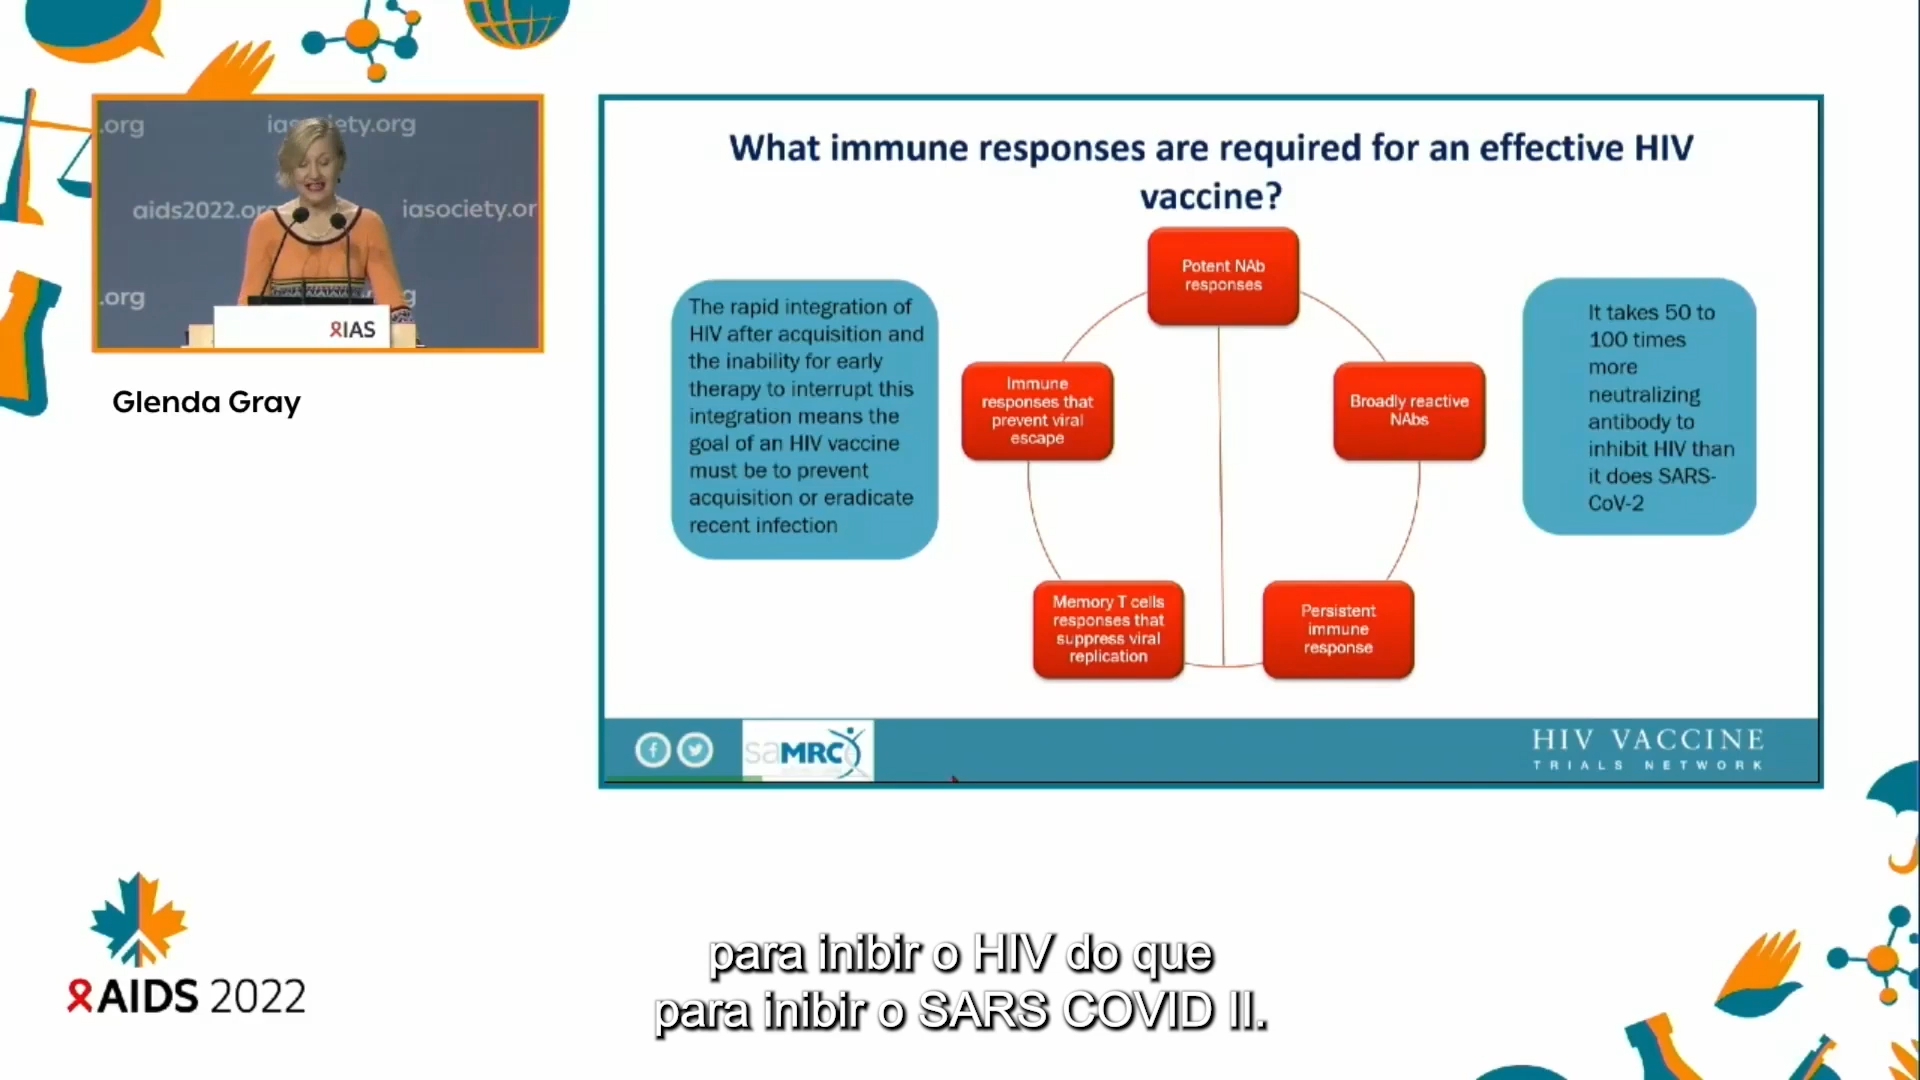 .org
iasociety.org
aids2022.org
iasociety.or
.org
IAS
Glenda Gray
What immune responses are required for an effective HIV
vaccine?
The rapid integration of
HIV after acquisition and
the inability for early
therapy to interrupt this
integration means the
goal of an HIV vaccine
must be to prevent
acquisition or eradicate
recent infection
Potent NAb
responses
Immune
responses that
prevent viral
escape
Broadly reactive
NAbs
Memory T cells
responses that
suppress viral
replication
Persistent
immune
response
It takes 50 to
100 times
more
neutralizing
antibody to
inhibit HIV than
it does SARS-
CoV-2
saMRC
HIV VACCINE
TRIALS NETWORK
AIDS 2022
para inibir o HIV do que
para inibir o SARS COVID II.